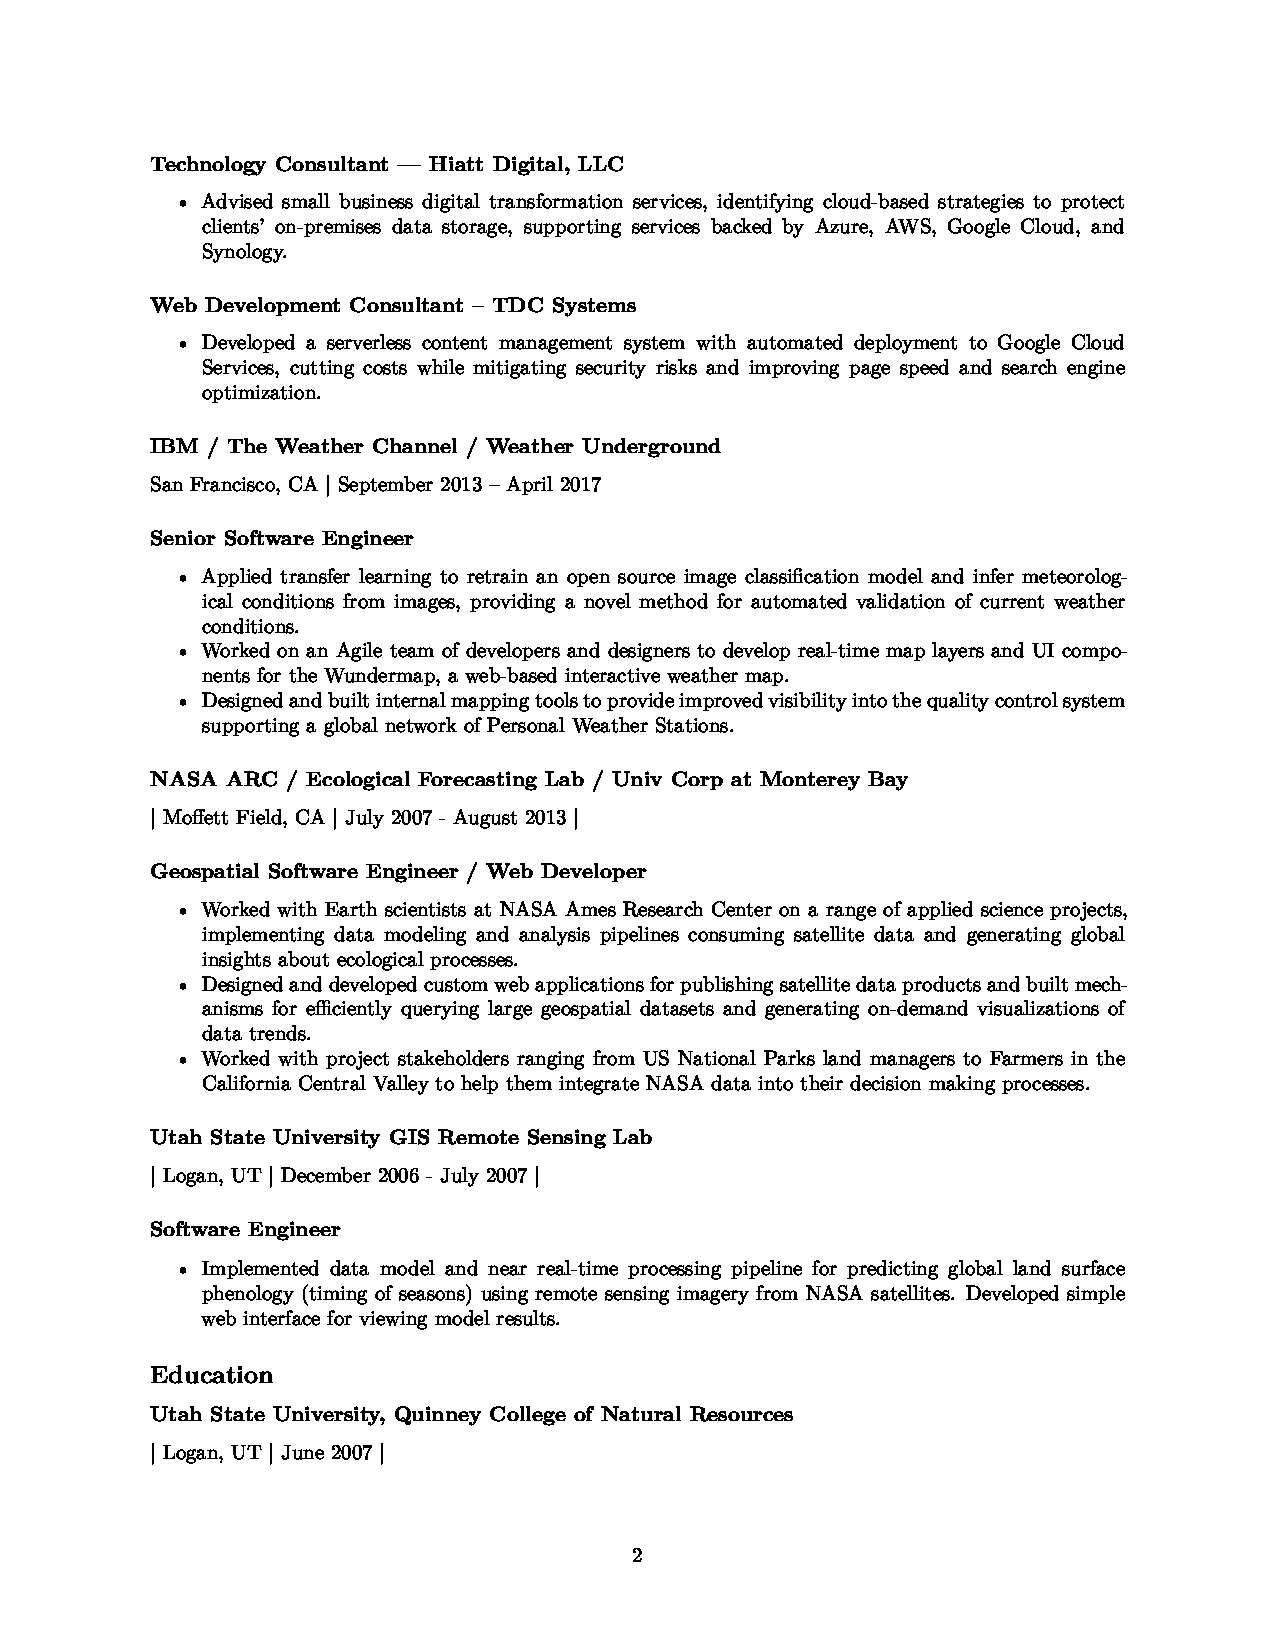 Technology Consultant — Hiatt Digital, LLC
• Advised small business digital transformation services, identifying cloud-based strategies to protect
clients' on-premises data storage, supporting services backed by Azure, AWS, Google Cloud, and
Synology.
Web Development Consultant – TDC Systems
• Developed a serverless content management system with automated deployment to Google Cloud
Services, cutting costs while mitigating security risks and improving page speed and search engine
optimization.
IBM / The Weather Channel / Weather Underground
San Francisco, CA | September 2013 – April 2017
Senior Software Engineer
• Applied transfer learning to retrain an open source image classification model and infer meteorolog-
ical conditions from images, providing a novel method for automated validation of current weather
conditions.
• Worked on an Agile team of developers and designers to develop real-time map layers and UI compo-
nents for the Wundermap, a web-based interactive weather map.
• Designed and built internal mapping tools to provide improved visibility into the quality control system
supporting a global network of Personal Weather Stations.
NASA ARC / Ecological Forecasting Lab / Univ Corp at Monterey Bay
| Moffett Field, CA | July 2007 - August 2013 |
Geospatial Software Engineer / Web Developer
• Worked with Earth scientists at NASA Ames Research Center on a range of applied science projects,
implementing data modeling and analysis pipelines consuming satellite data and generating global
insights about ecological processes.
• Designed and developed custom web applications for publishing satellite data products and built mech-
anisms for efficiently querying large geospatial datasets and generating on-demand visualizations of
data trends.
• Worked with project stakeholders ranging from US National Parks land managers to Farmers in the
California Central Valley to help them integrate NASA data into their decision making processes.
Utah State University GIS Remote Sensing Lab
| Logan, UT | December 2006 - July 2007 |
Software Engineer
• Implemented data model and near real-time processing pipeline for predicting global land surface
phenology (timing of seasons) using remote sensing imagery from NASA satellites. Developed simple
web interface for viewing model results.
Education
Utah State University, Quinney College of Natural Resources
| Logan, UT | June 2007 |
2